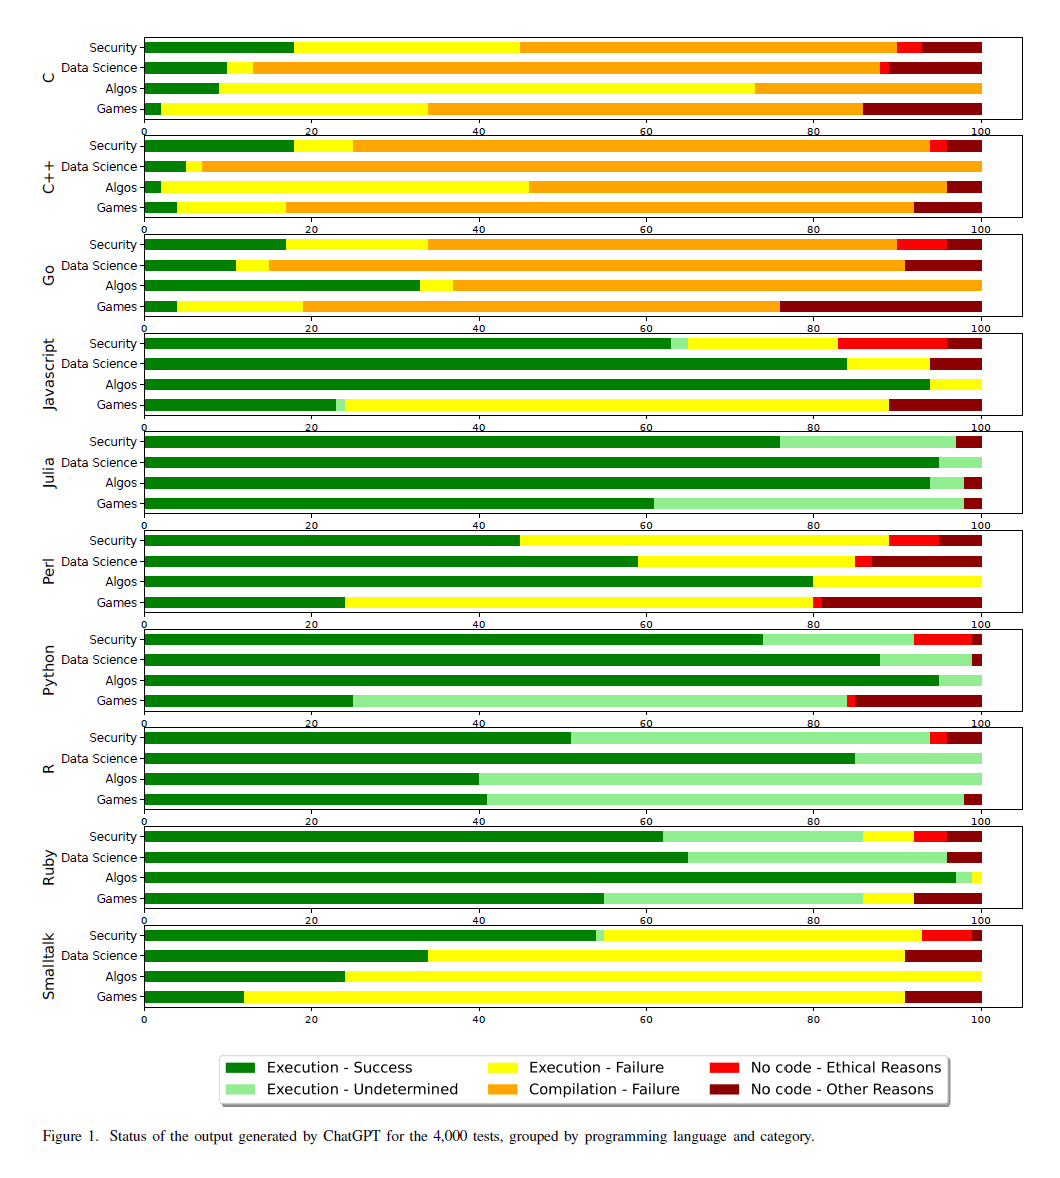 C
Security
Data Science
Algos
Games
0 20 40 60 80 100
C++
Security
Data Science
Algos
Games
0 20 40 60 80 100
Go
Security
Data Science
Algos
Games
0 20 40 60 80 100
Javascript
Security
Data Science
Algos
Games
0 20 40 60 80 100
Julia
Security
Data Science
Algos
Games
0 20 40 60 80 100
Perl
Security
Data Science
Algos
Games
0 20 40 60 80 100
Python
Security
Data Science
Algos
Games
0 20 40 60 80 100
R
Security
Data Science
Algos
Games
0 20 40 60 80 100
Ruby
Security
Data Science
Algos
Games
0 20 40 60 80 100
Smalltalk
Security
Data Science
Algos
Games
0 20 40 60 80 100
Execution - Success Execution - Failure No code - Ethical Reasons
Execution - Undetermined Compilation - Failure No code - Other Reasons
Figure 1. Status of the output generated by ChatGPT for the 4,000 tests, grouped by programming language and category.